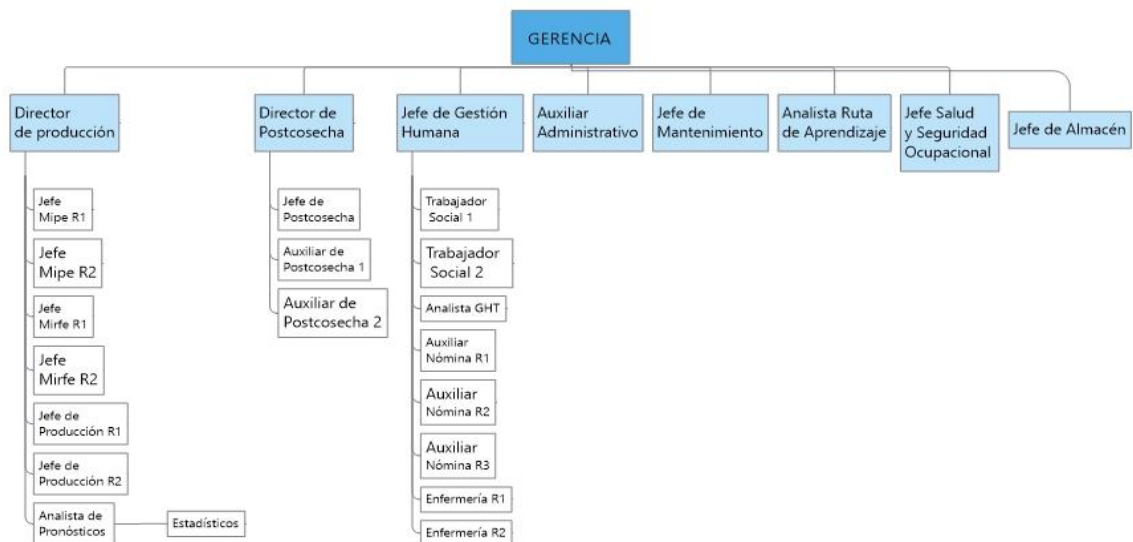 GERENCIA
Director
de producción
Director de
Postcosecha
Jefe de Gestión
Humana
Auxiliar
Administrativo
Jefe de
Mantenimiento
Analista Ruta
de Aprendizaje
Jefe Salud
y Seguridad
Ocupacional
Jefe de Almacén
Jefe
Mipe R1
Jefe
Mipe R2
Jefe
Mirfe R1
Jefe
Mirfe R2
Jefe de
Producción R1
Jefe de
Producción R2
Analista de
Pronósticos
Estadísticos
Jefe de
Postcosecha
Auxiliar de
Postcosecha 1
Auxiliar de
Postcosecha 2
Trabajador
Social 1
Trabajador
Social 2
Analista GHT
Auxiliar
Nómina R1
Auxiliar
Nómina R2
Auxiliar
Nómina R3
Enfermería R1
Enfermería R2